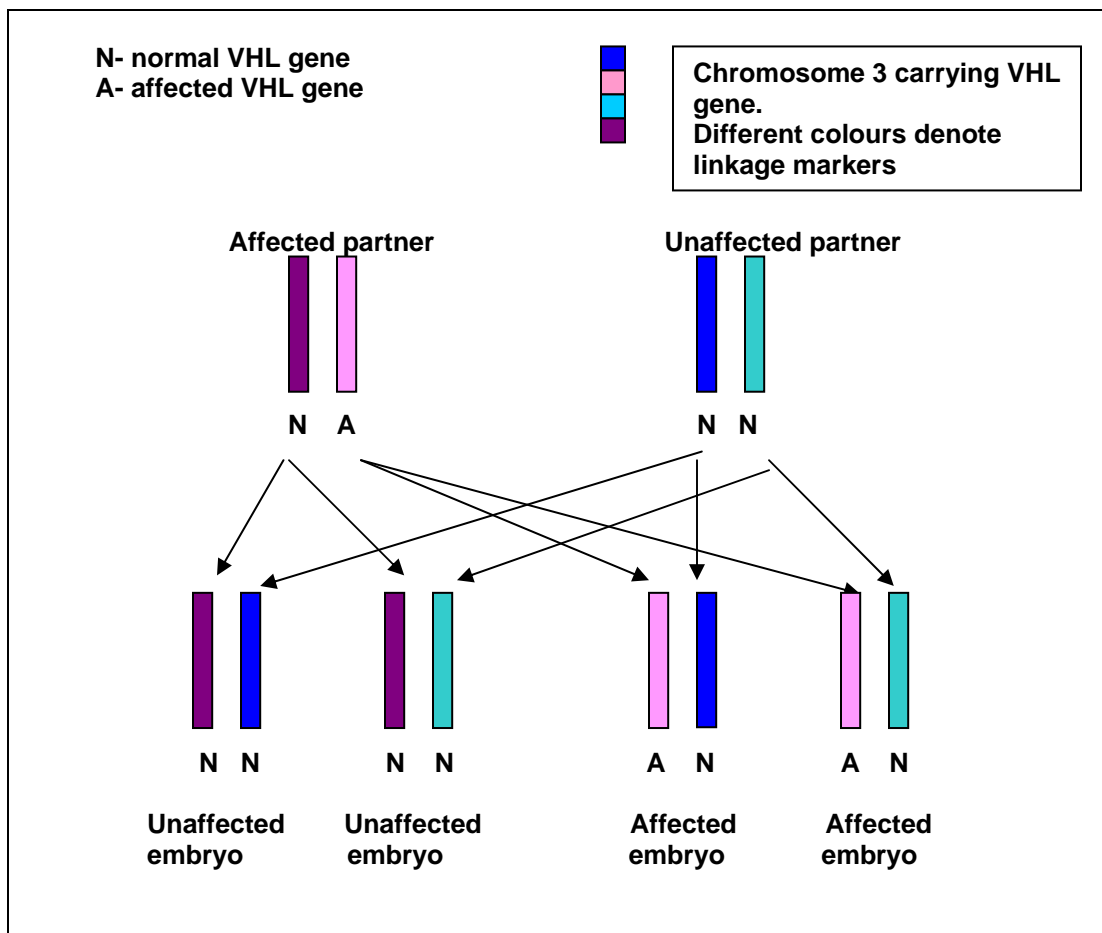 N- normal VHL gene
A- affected VHL gene
Chromosome 3 carrying VHL
gene.
Different colours denote
linkage markers
Affected partner
Unaffected partner
N A
N N
N N
N N
A N
A N
Unaffected
embryo
Unaffected
embryo
Affected
embryo
Affected
embryo